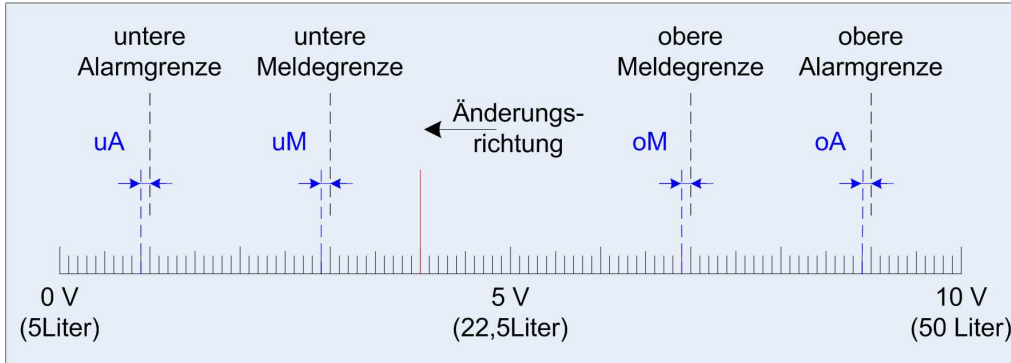 untere
Alarmgrenze
untere
Meldegrenze
obere
Meldegrenze
obere
Alarmgrenze
Änderungs-
richtung
uA
uM
oM
oA
0 V
(5Liter)
5 V
(22,5Liter)
10 V
(50 Liter)